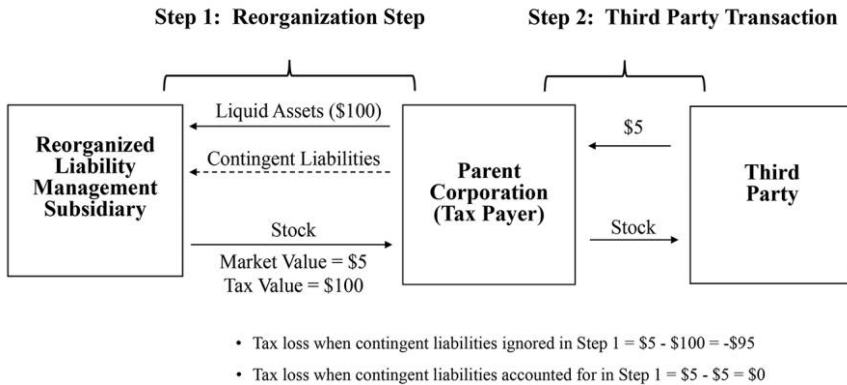 Step 1: Reorganization Step
Step 2: Third Party Transaction
Reorganized
Liability
Management
Subsidiary
Liquid Assets ($100)
Contingent Liabilities
Stock
Market Value = $5
Tax Value = $100
Parent
Corporation
(Tax Payer)
$5
Stock
Third
Party
• Tax loss when contingent liabilities ignored in Step 1 = $5 - $100 = -$95
• Tax loss when contingent liabilities accounted for in Step 1 = $5 - $5 = $0